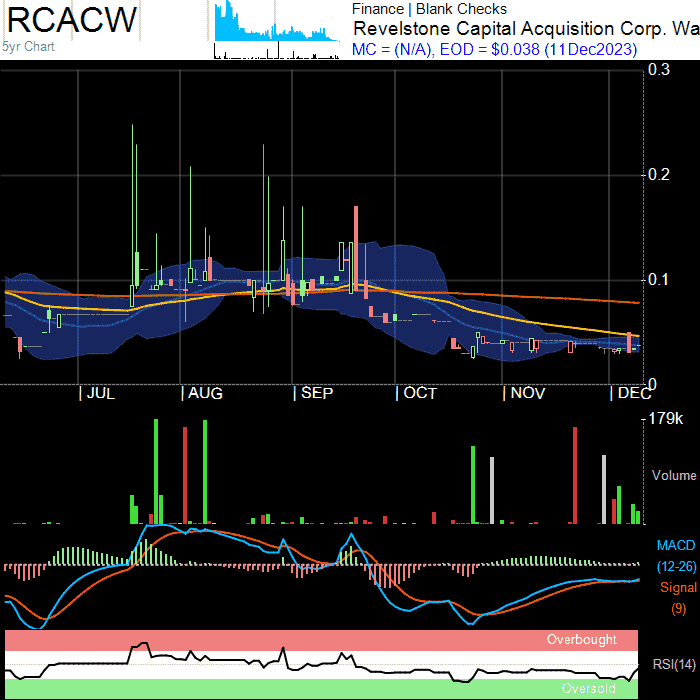 RCACW
5yr Chart
Finance | Blank Checks
Revelstone Capital Acquisition Corp. Wa
MC = (N/A), EOD = $0.038 (11Dec2023)
0.3
0.2
0.1
0
JUL AUG SEP OCT NOV DEC
179k
Volume
MACD
(12-26)
Signal
(9)
Overbought
RSI(14)
Oversold